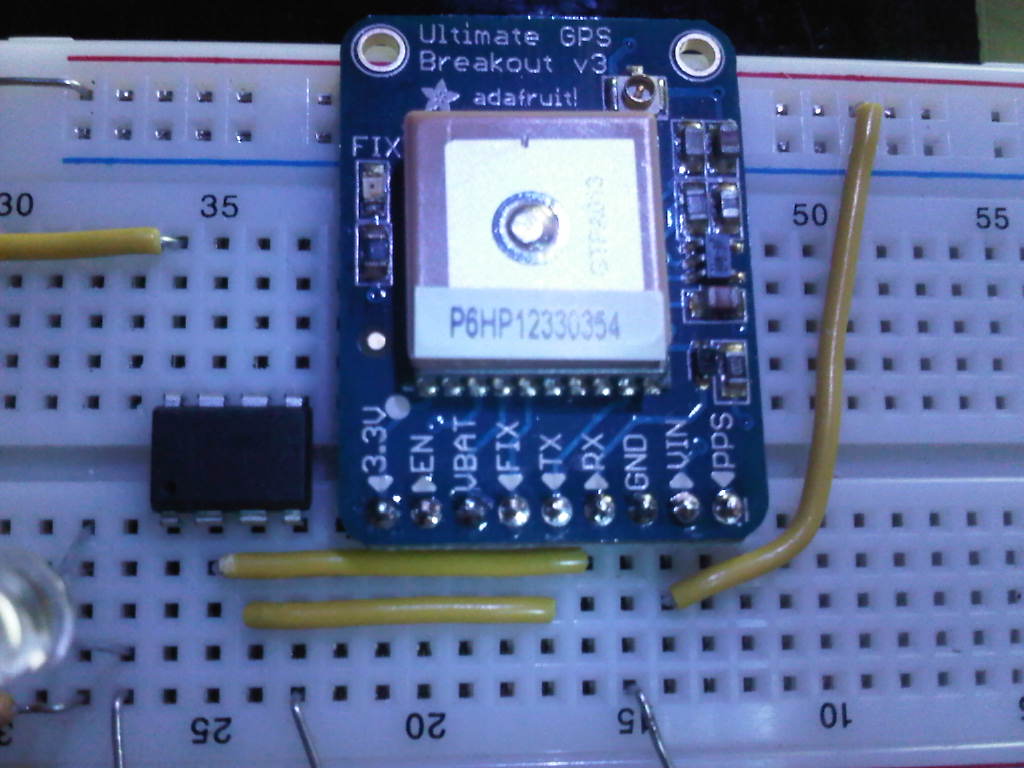 Ultimate GPS
Breakout v3
adafruit!
FIX
GTPA013
P6HP12330354
3.3V
EN
VBAT
FIX
TX
RX
GND
VIN
PPS
30
35
50
55
25
20
15
10